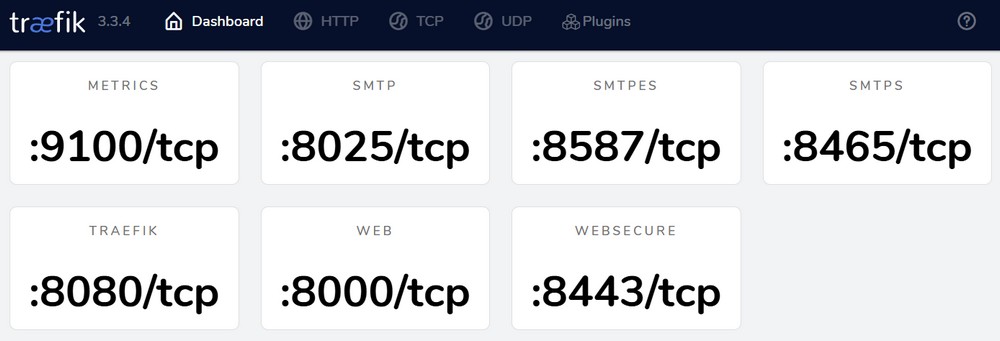 træfik 3.3.4 Dashboard HTTP TCP UDP Plugins
METRICS SMTP SMTPES SMTPS
:9100/tcp :8025/tcp :8587/tcp :8465/tcp
TRAEFIK WEB WEBSECURE
:8080/tcp :8000/tcp :8443/tcp